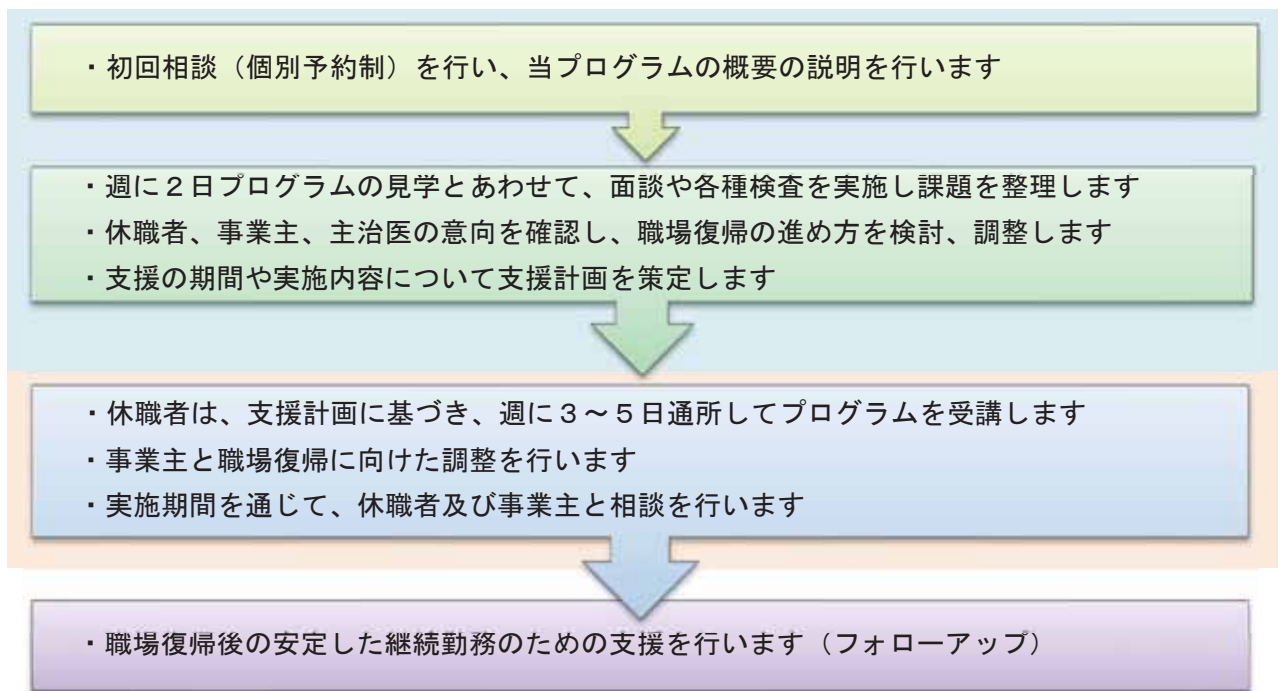 ・初回相談（個別予約制）を行い、当プログラムの概要の説明を行います
・週に２日プログラムの見学とあわせて、面談や各種検査を実施し課題を整理します
・休職者、事業主、主治医の意向を確認し、職場復帰の進め方を検討、調整します
・支援の期間や実施内容について支援計画を策定します
・休職者は、支援計画に基づき、週に３～５日通所してプログラムを受講します
・事業主と職場復帰に向けた調整を行います
・実施期間を通じて、休職者及び事業主と相談を行います
・職場復帰後の安定した継続勤務のための支援を行います（フォローアップ）